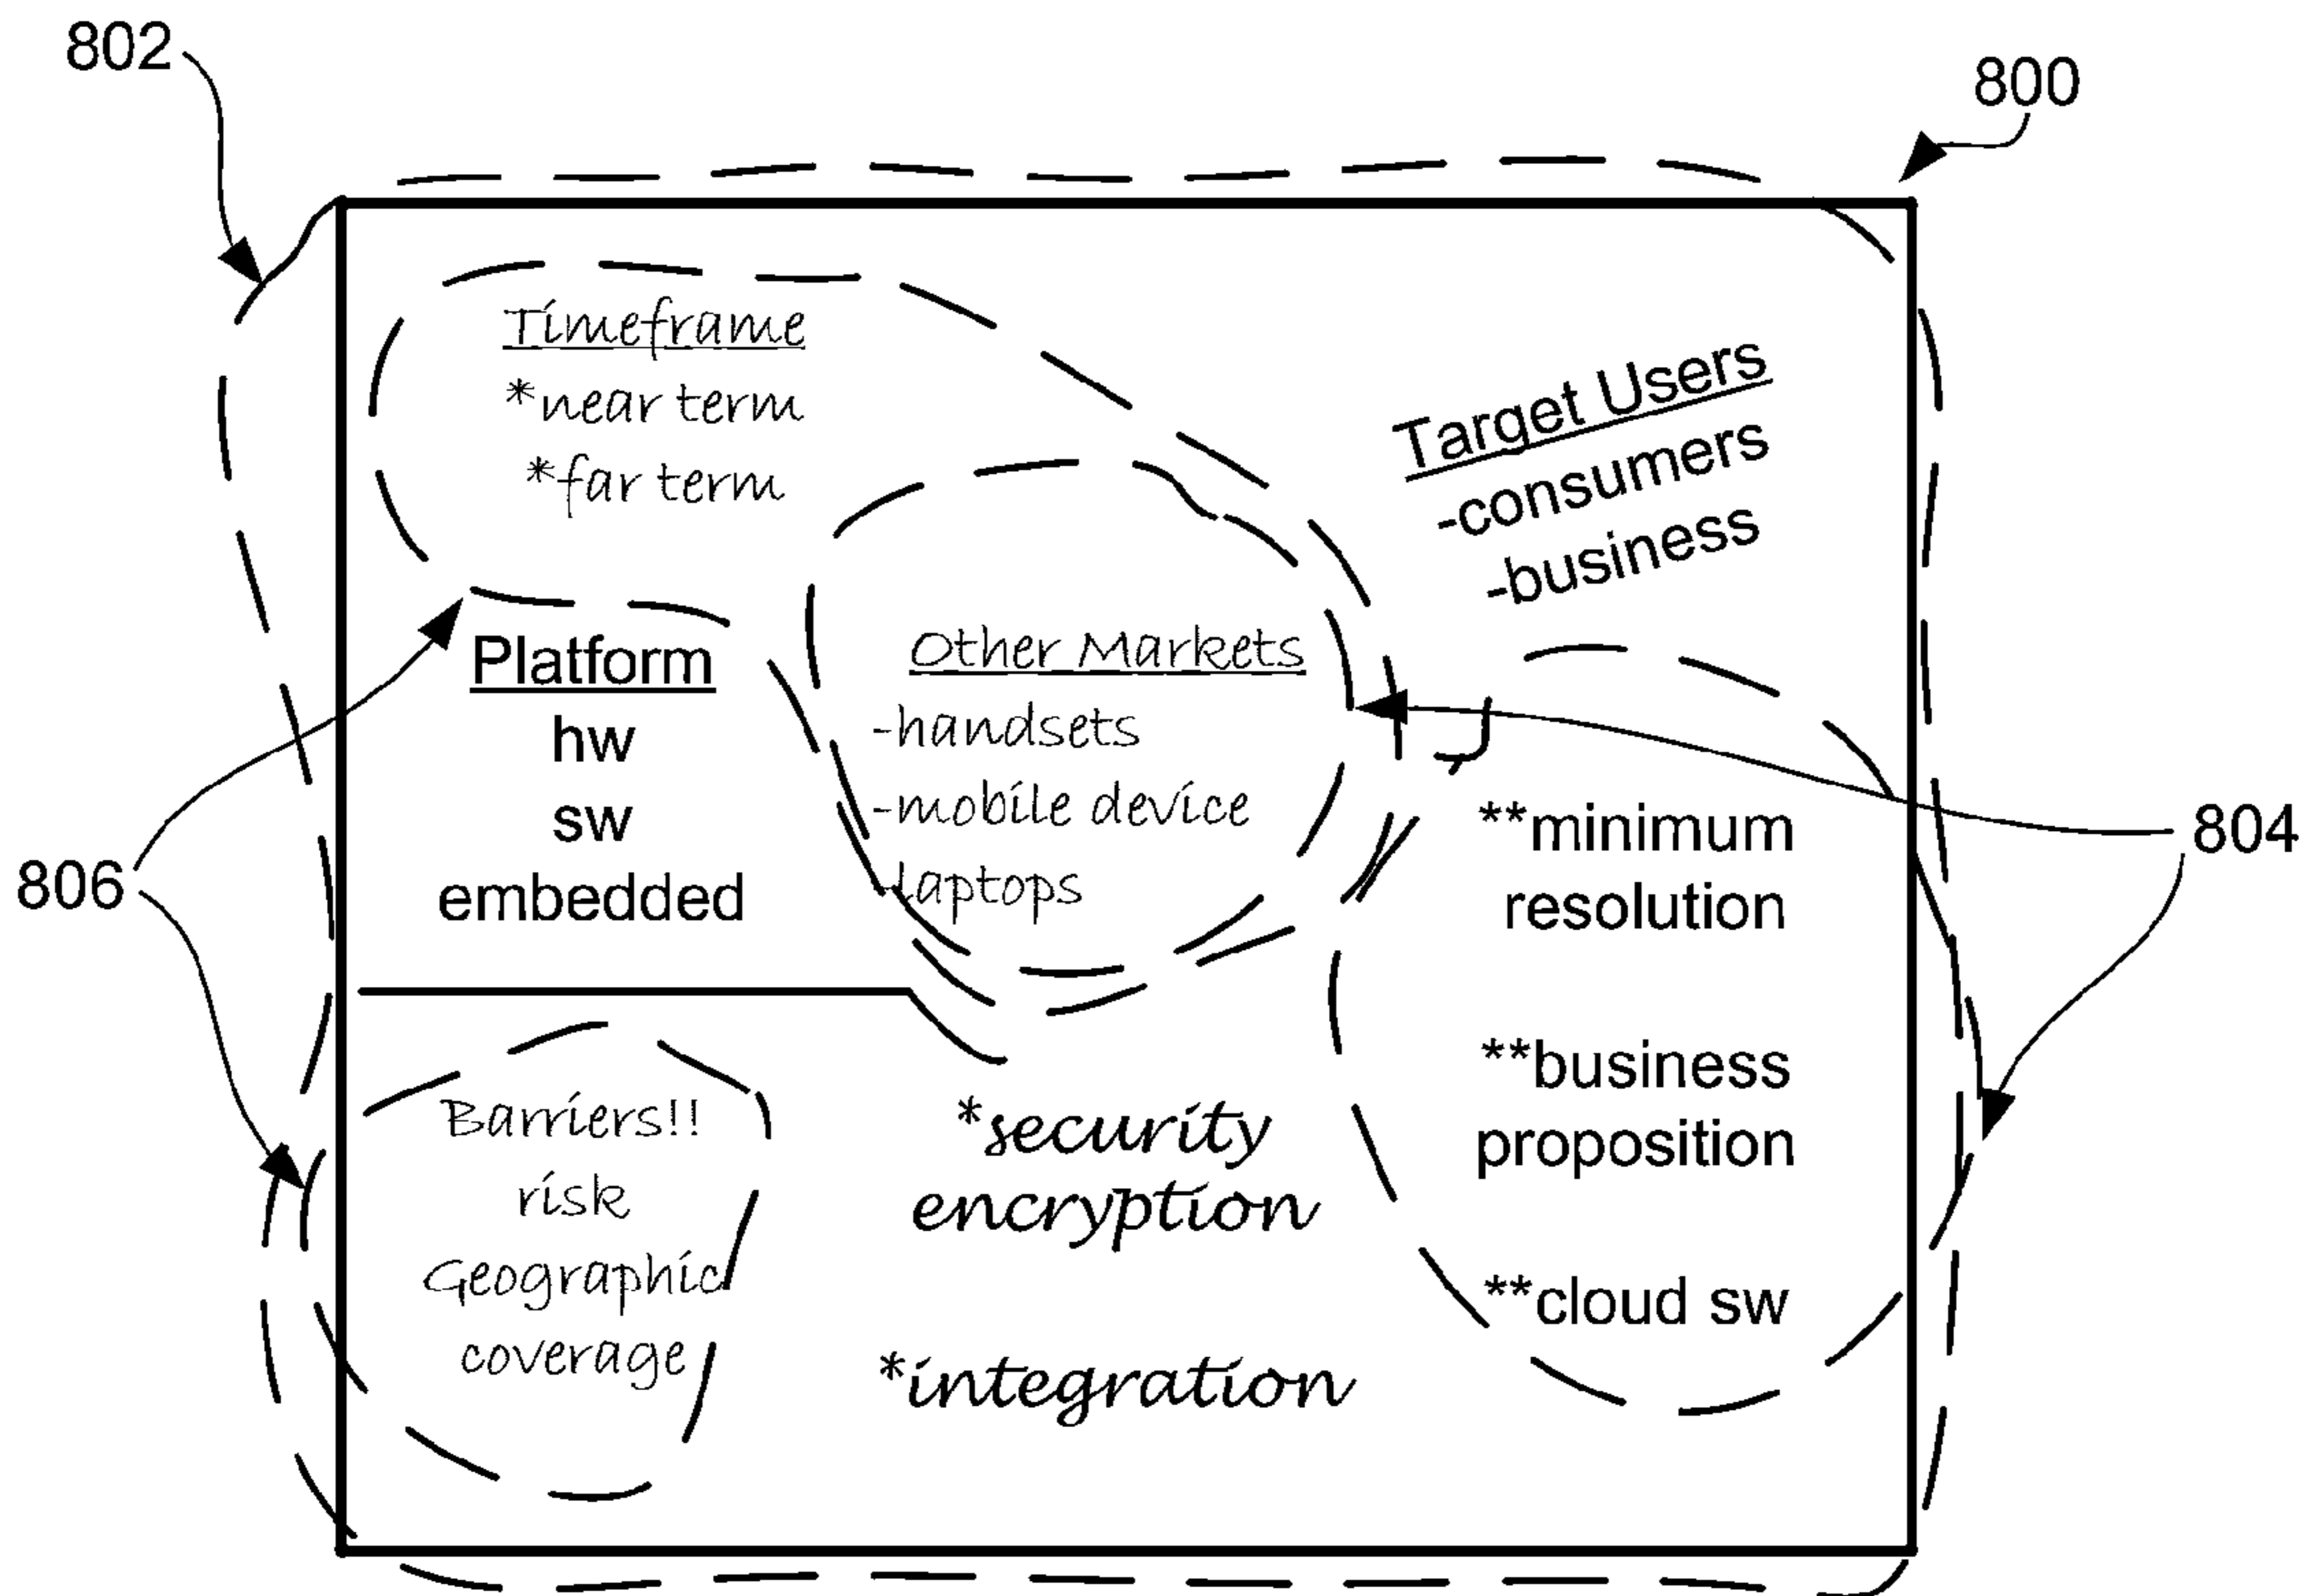 802
800
Timeframe
*near term
*far term
Target Users
-consumers
-business
Platform
hw
sw
embedded
Other Markets
-handsets
-mobile device
-laptops
806
804
**minimum
resolution
**business
proposition
**cloud sw
Barriers!!
risk
Geographic
coverage
*security
encryption
*integration